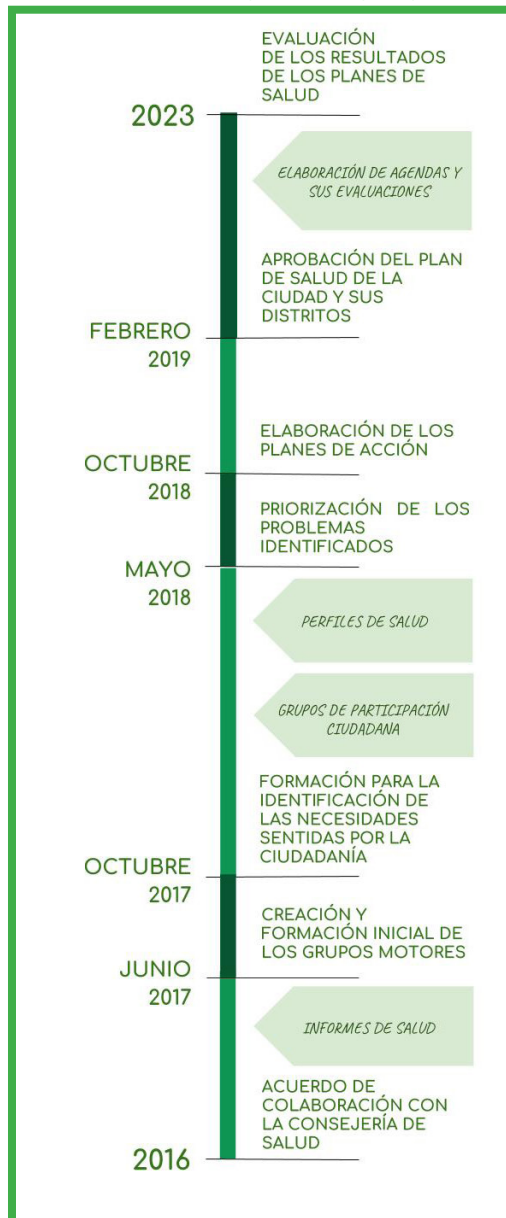 EVALUACIÓN
DE LOS RESULTADOS
DE LOS PLANES DE
SALUD
2023
ELABORACIÓN DE AGENDAS Y
SUS EVALUACIONES
APROBACIÓN DEL PLAN
DE SALUD DE LA
CIUDAD Y SUS
DISTRITOS
FEBRERO
2019
ELABORACIÓN DE LOS
PLANES DE ACCIÓN
OCTUBRE
2018
PRIORIZACIÓN DE LOS
PROBLEMAS
IDENTIFICADOS
MAYO
2018
PERFILES DE SALUD
GRUPOS DE PARTICIPACIÓN
CIUDADANA
FORMACIÓN PARA LA
IDENTIFICACIÓN DE
LAS NECESIDADES
SENTIDAS POR LA
CIUDADANÍA
OCTUBRE
2017
CREACIÓN Y
FORMACIÓN INICIAL DE
LOS GRUPOS MOTORES
JUNIO
2017
INFORMES DE SALUD
ACUERDO DE
COLABORACIÓN CON
LA CONSEJERÍA DE
SALUD
2016